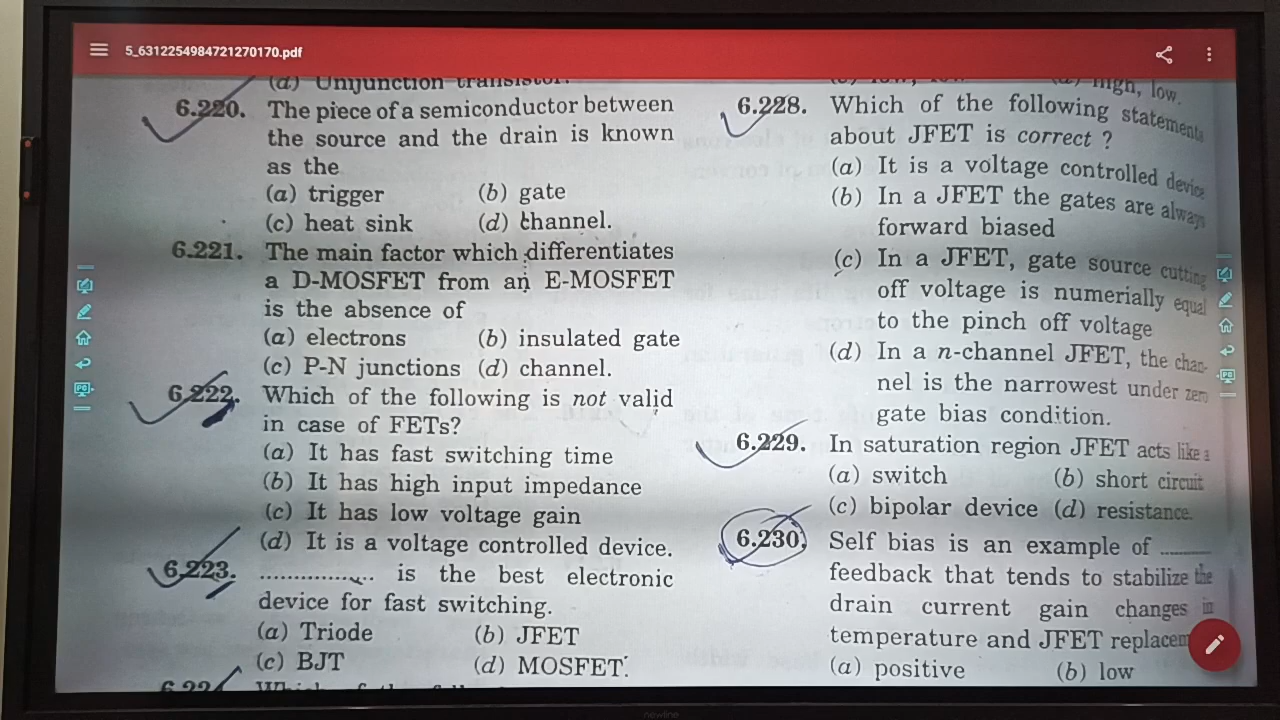 5_6312254984721270170.pdf
(d) Unijunction transistor.
6.220. The piece of a semiconductor between
the source and the drain is known
as the
(a) trigger (b) gate
(c) heat sink (d) channel.
6.221. The main factor which differentiates
a D-MOSFET from an E-MOSFET
is the absence of
(a) electrons (b) insulated gate
(c) P-N junctions (d) channel.
6.222. Which of the following is not valid
in case of FETs?
(a) It has fast switching time
(b) It has high input impedance
(c) It has low voltage gain
(d) It is a voltage controlled device.
6.223. ................. is the best electronic
device for fast switching.
(a) Triode (b) JFET
(c) BJT (d) MOSFET.
high, low.
6.228. Which of the following statements
about JFET is correct ?
(a) It is a voltage controlled device
(b) In a JFET the gates are always
forward biased
(c) In a JFET, gate source cutting
off voltage is numerially equal
to the pinch off voltage
(d) In a n-channel JFET, the chan-
nel is the narrowest under zero
gate bias condition.
6.229. In saturation region JFET acts like a
(a) switch (b) short circuit
(c) bipolar device (d) resistance.
6.230. Self bias is an example of ..........
feedback that tends to stabilize the
drain current gain changes in
temperature and JFET
(a) positive (b) low
newline